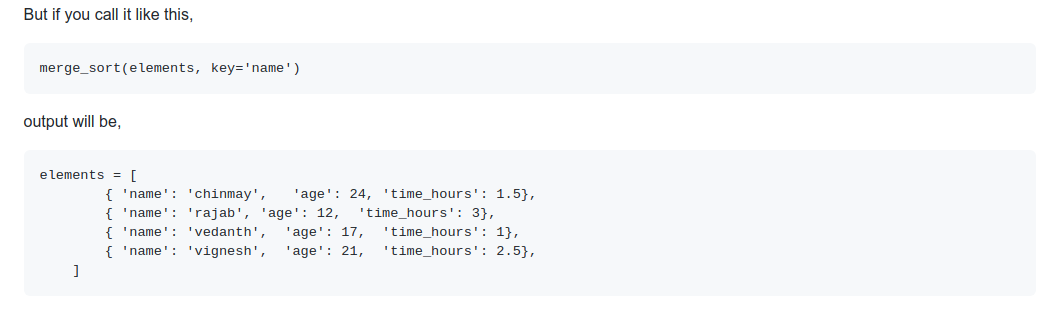 But if you call it like this,
merge_sort(elements, key='name')
output will be,
elements = [
        { 'name': 'chinmay',   'age': 24, 'time_hours': 1.5},
        { 'name': 'rajab', 'age': 12,  'time_hours': 3},
        { 'name': 'vedanth',  'age': 17,  'time_hours': 1},
        { 'name': 'vignesh',  'age': 21,  'time_hours': 2.5},
    ]